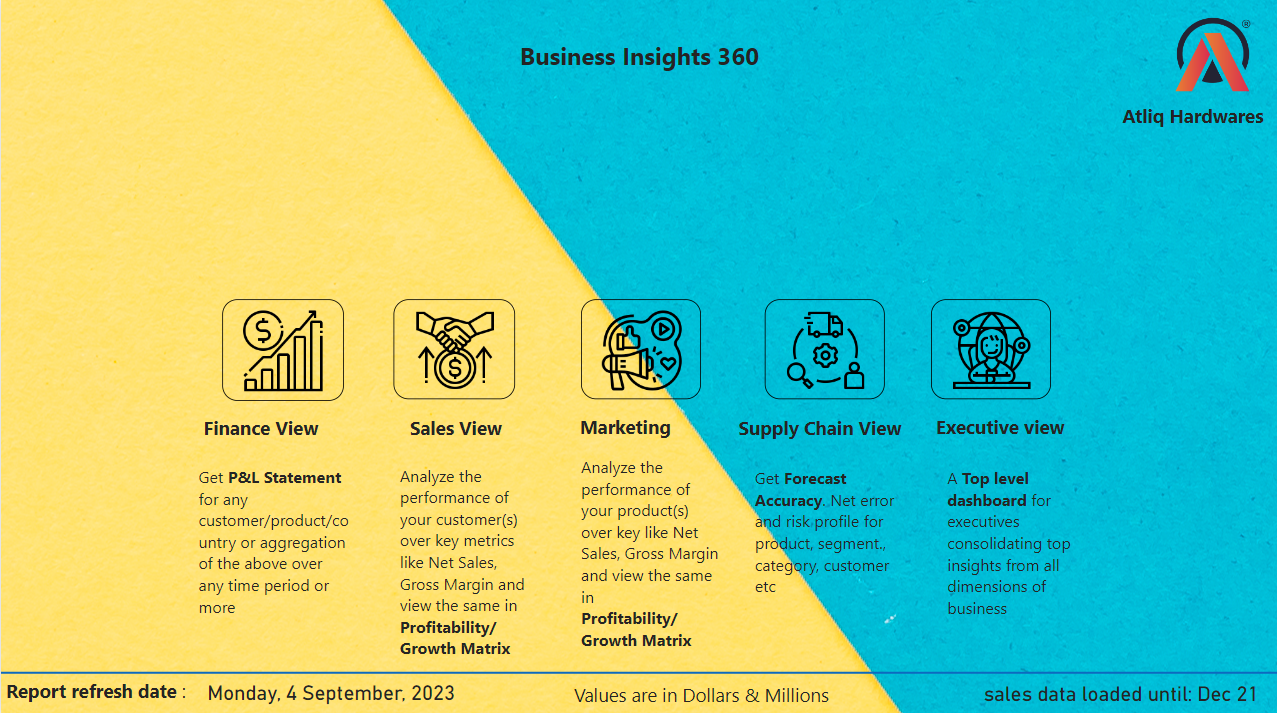 Business Insights 360
®
Atliq Hardwares
Finance View
Get P&L Statement
for any
customer/product/co
untry or aggregation
of the above over
any time period or
more
Sales View
Analyze the
performance of
your customer(s)
over key metrics
like Net Sales,
Gross Margin and
view the same in
Profitability/
Growth Matrix
Marketing
Analyze the
performance of
your product(s)
over key like Net
Sales, Gross Margin
and view the same
in
Profitability/
Growth Matrix
Supply Chain View
Get Forecast
Accuracy. Net error
and risk profile for
product, segment.,
category, customer
etc
Executive view
A Top level
dashboard for
executives
consolidating top
insights from all
dimensions of
business
Report refresh date : Monday, 4 September, 2023
Values are in Dollars & Millions
sales data loaded until: Dec 21